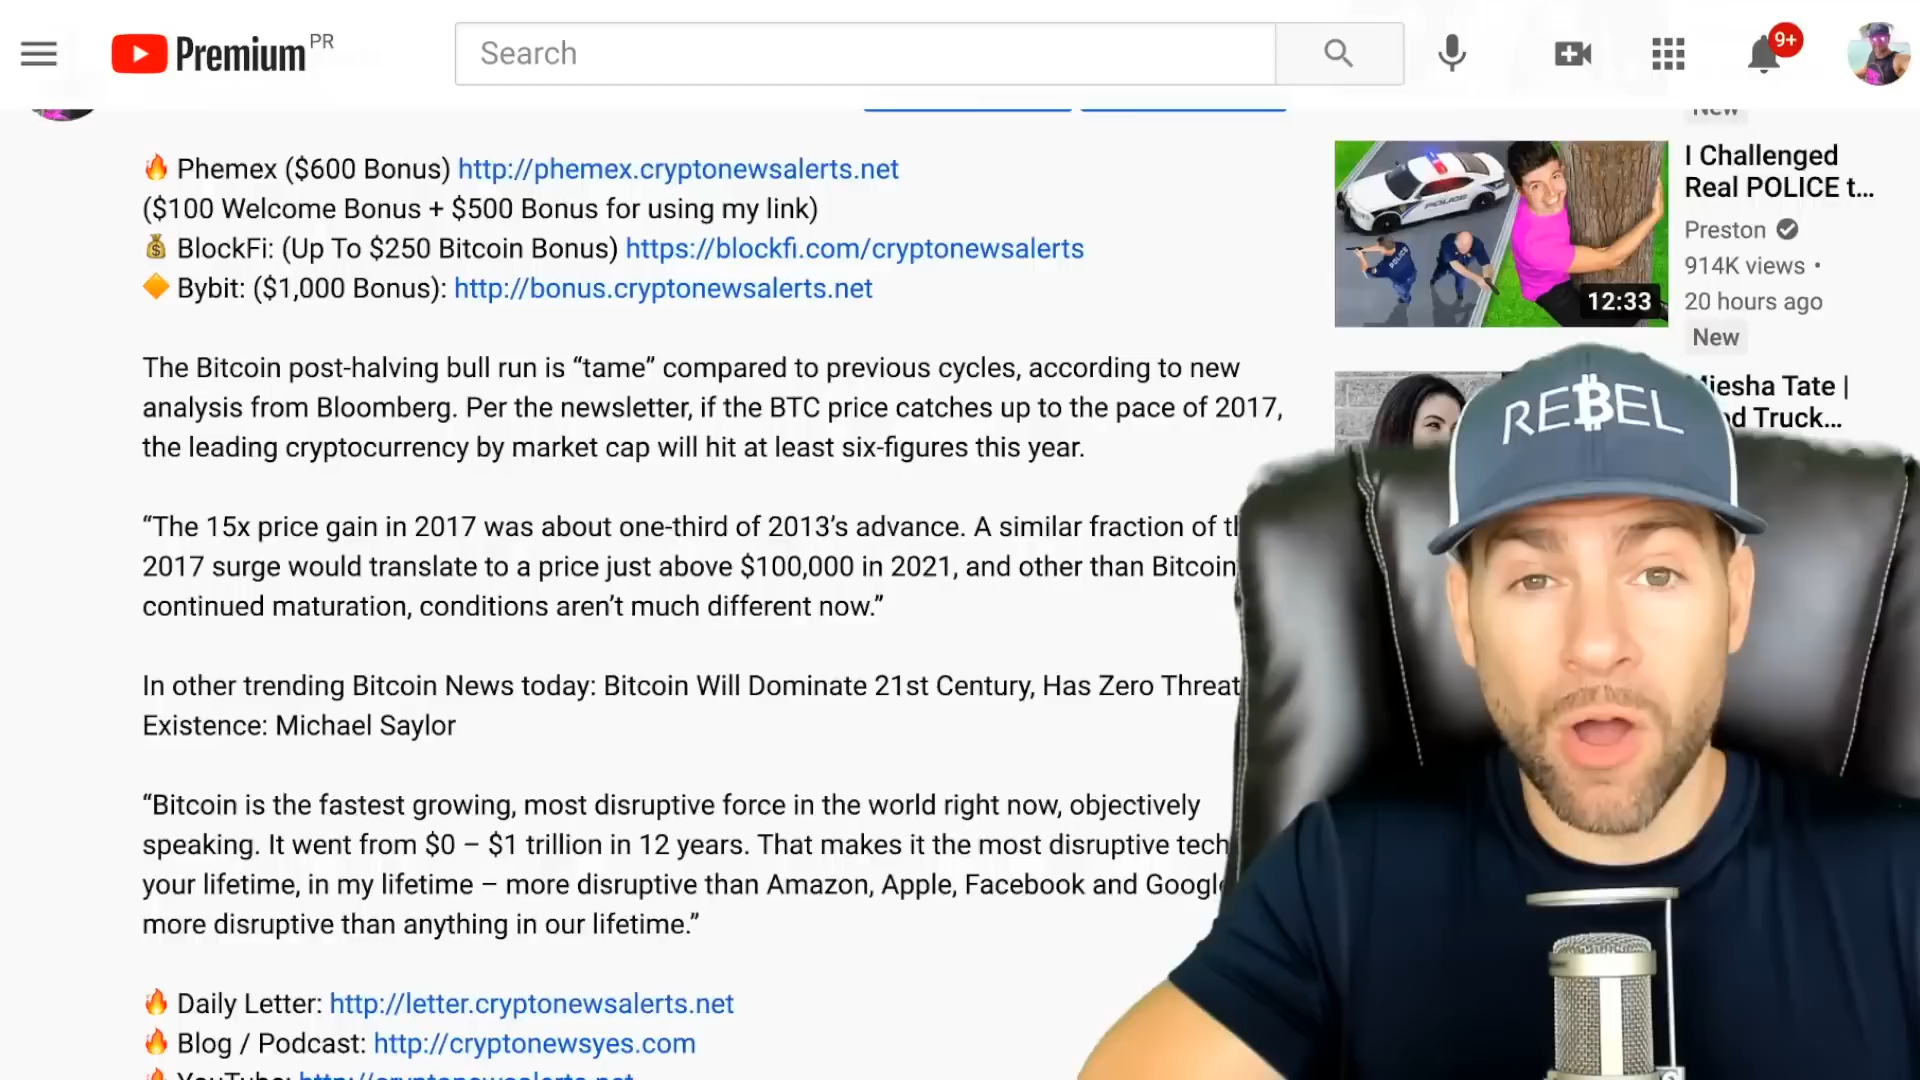 Premium PR
Search
9+
New
🔥 Phemex ($600 Bonus) http://phemex.cryptonewsalerts.net
($100 Welcome Bonus + $500 Bonus for using my link)
💰 BlockFi: (Up To $250 Bitcoin Bonus) https://blockfi.com/cryptonewsalerts
🔶 Bybit: ($1,000 Bonus): http://bonus.cryptonewsalerts.net
The Bitcoin post-halving bull run is “tame” compared to previous cycles, according to new
analysis from Bloomberg. Per the newsletter, if the BTC price catches up to the pace of 2017,
the leading cryptocurrency by market cap will hit at least six-figures this year.
“The 15x price gain in 2017 was about one-third of 2013’s advance. A similar fraction of
2017 surge would translate to a price just above $100,000 in 2021, and other than Bitcoin
continued maturation, conditions aren’t much different now.”
In other trending Bitcoin News today: Bitcoin Will Dominate 21st Century, Has Zero Threat
Existence: Michael Saylor
“Bitcoin is the fastest growing, most disruptive force in the world right now, objectively
speaking. It went from $0 – $1 trillion in 12 years. That makes it the most disruptive tech
your lifetime, in my lifetime – more disruptive than Amazon, Apple, Facebook and Google
more disruptive than anything in our lifetime.”
🔥 Daily Letter: http://letter.cryptonewsalerts.net
🔥 Blog / Podcast: http://cryptonewsyes.com
🔥 YouTube: http://cryptonewsalerts.net
POLICE
POLICE
12:33
I Challenged
Real POLICE t...
Preston
914K views •
20 hours ago
New
Miesha Tate |
Truck...
REBEL